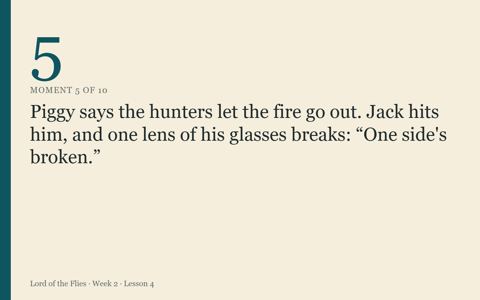 5
MOMENT 5 OF 10
Piggy says the hunters let the fire go out. Jack hits
him, and one lens of his glasses breaks: “One side's
broken.”
Lord of the Flies · Week 2 · Lesson 4